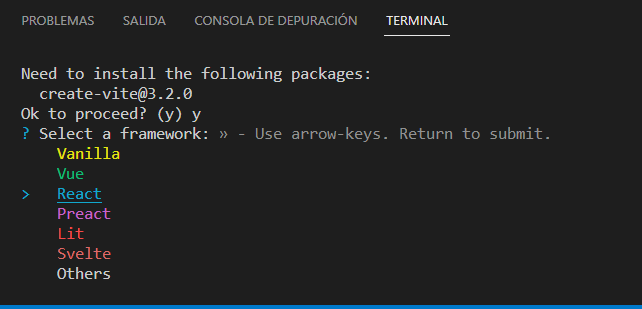 PROBLEMAS SALIDA CONSOLA DE DEPURACIÓN TERMINAL
Need to install the following packages:
create-vite@3.2.0
Ok to proceed? (y) y
? Select a framework: » - Use arrow-keys. Return to submit.
Vanilla
Vue
> React
Preact
Lit
Svelte
Others